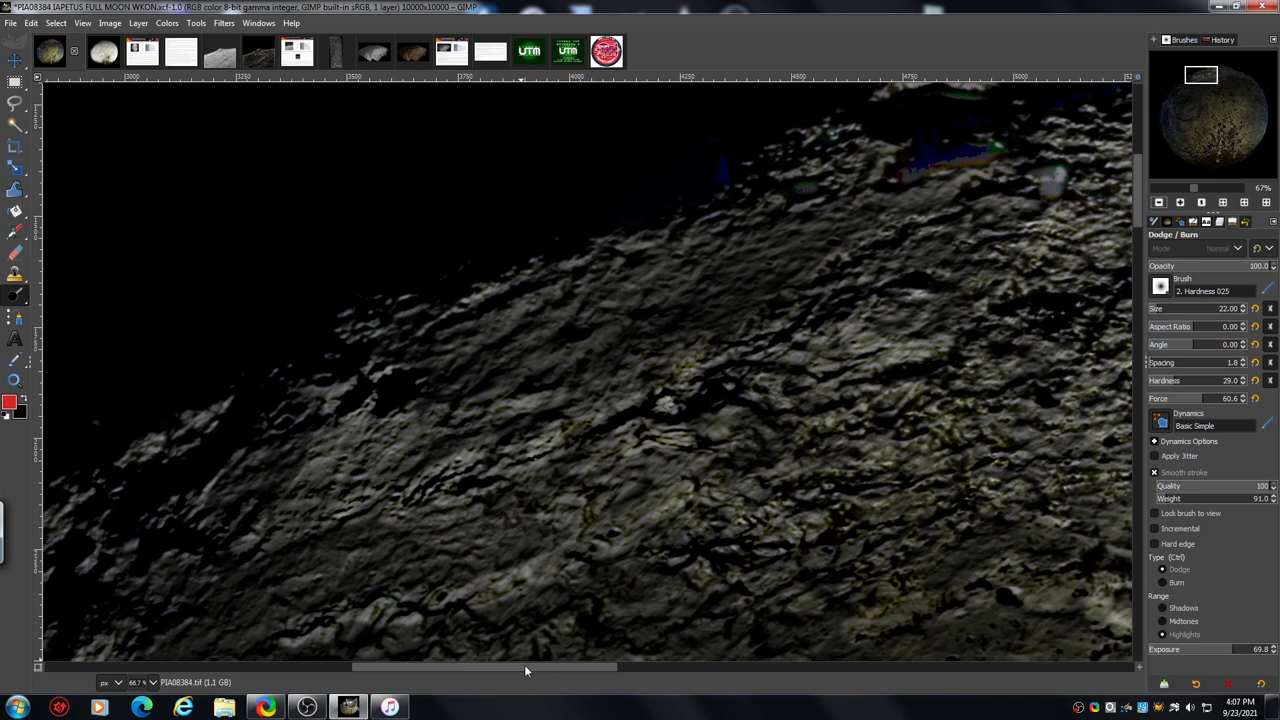 *PIA08384 IAPETUS FULL MOON WKON.xcf-1.0 (RGB color 8-bit gamma integer, GIMP built-in sRGB, 1 layer) 10000x10000 – GIMP
File Edit Select View Image Layer Colors Tools Filters Windows Help
UTM
UTM
Brushes History
3000 3250 3500 3750 4000 4250 4500 4750 5000
67%
Dodge / Burn
Mode Normal
Opacity 100.0
Brush
2. Hardness 025
Size 22.00
Aspect Ratio 0.00
Angle 0.00
Spacing 1.8
Hardness 29.0
Force 60.6
Dynamics
Basic Simple
Dynamics Options
Apply Jitter
Smooth stroke
Quality 100
Weight 91.0
Lock brush to view
Incremental
Hard edge
Type (Ctrl)
Dodge
Burn
Range
Shadows
Midtones
Highlights
Exposure 69.8
px 66.7 % PIA08384.tif (1.1 GB)
4:07 PM
9/23/2021